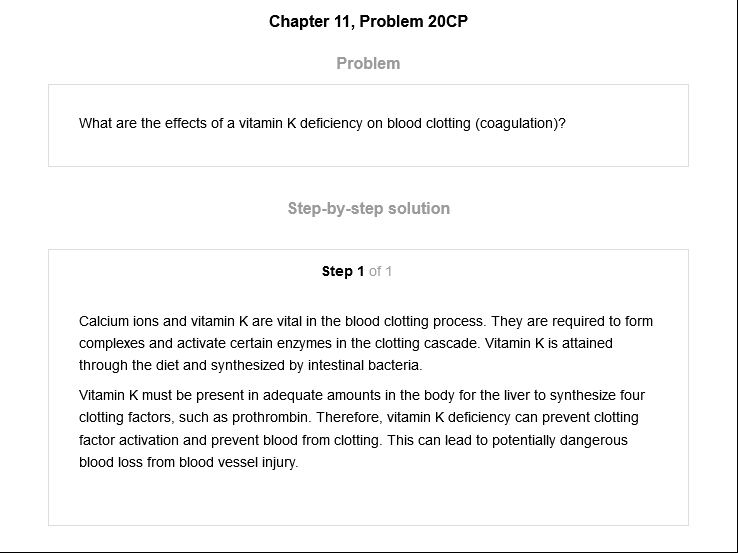 Chapter 11, Problem 20CP
Problem
What are the effects of a vitamin K deficiency on blood clotting (coagulation)?
Step-by-step solution
Step 1 of 1
Calcium ions and vitamin K are vital in the blood clotting process. They are required to form
complexes and activate certain enzymes in the clotting cascade. Vitamin K is attained
through the diet and synthesized by intestinal bacteria.
Vitamin K must be present in adequate amounts in the body for the liver to synthesize four
clotting factors, such as prothrombin. Therefore, vitamin K deficiency can prevent clotting
factor activation and prevent blood from clotting. This can lead to potentially dangerous
blood loss from blood vessel injury.